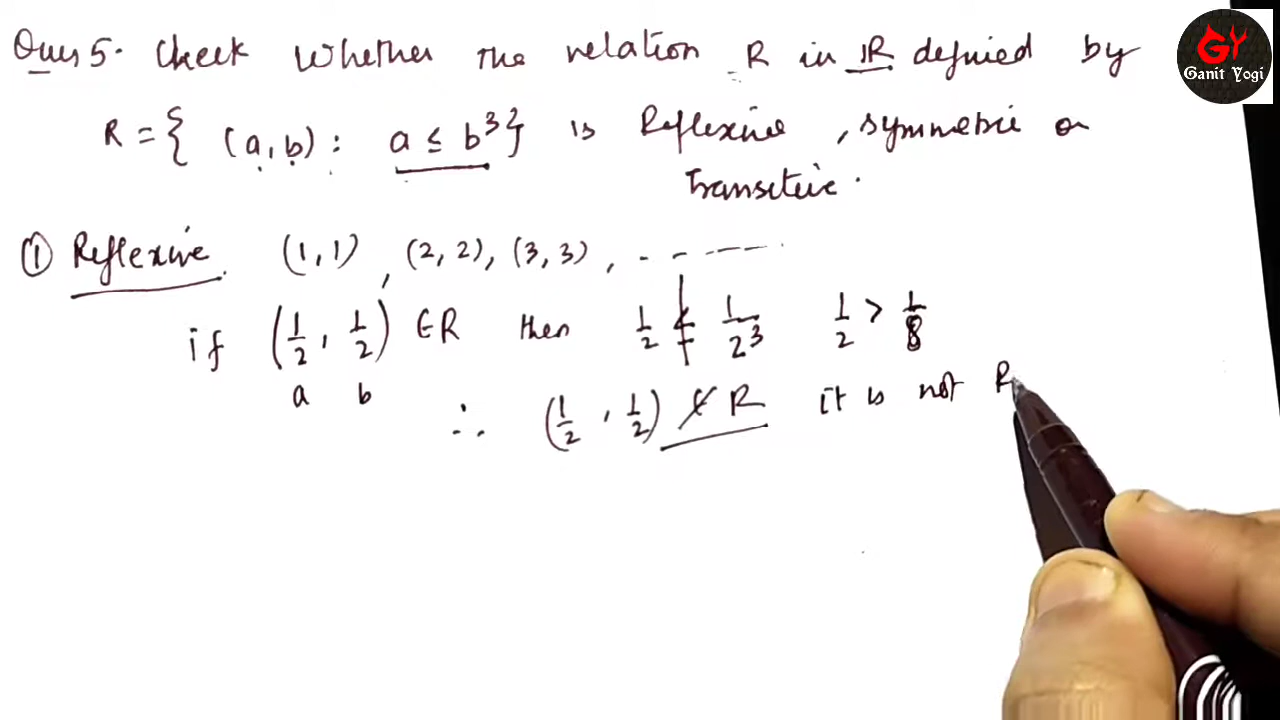 Ques 5. Check Whether the relation R in IR defined by
R = { (a, b) : a ≤ b³ } is Reflexive, symmetric or
Transitive.
① Reflexive (1, 1), (2, 2), (3, 3), - - - - -
if (1/2, 1/2) ∈ R then 1/2 ≰ 1/2³ 1/2 > 1/8
a b
∴ (1/2, 1/2) ∉ R it is not R
GY
Ganit Yogi